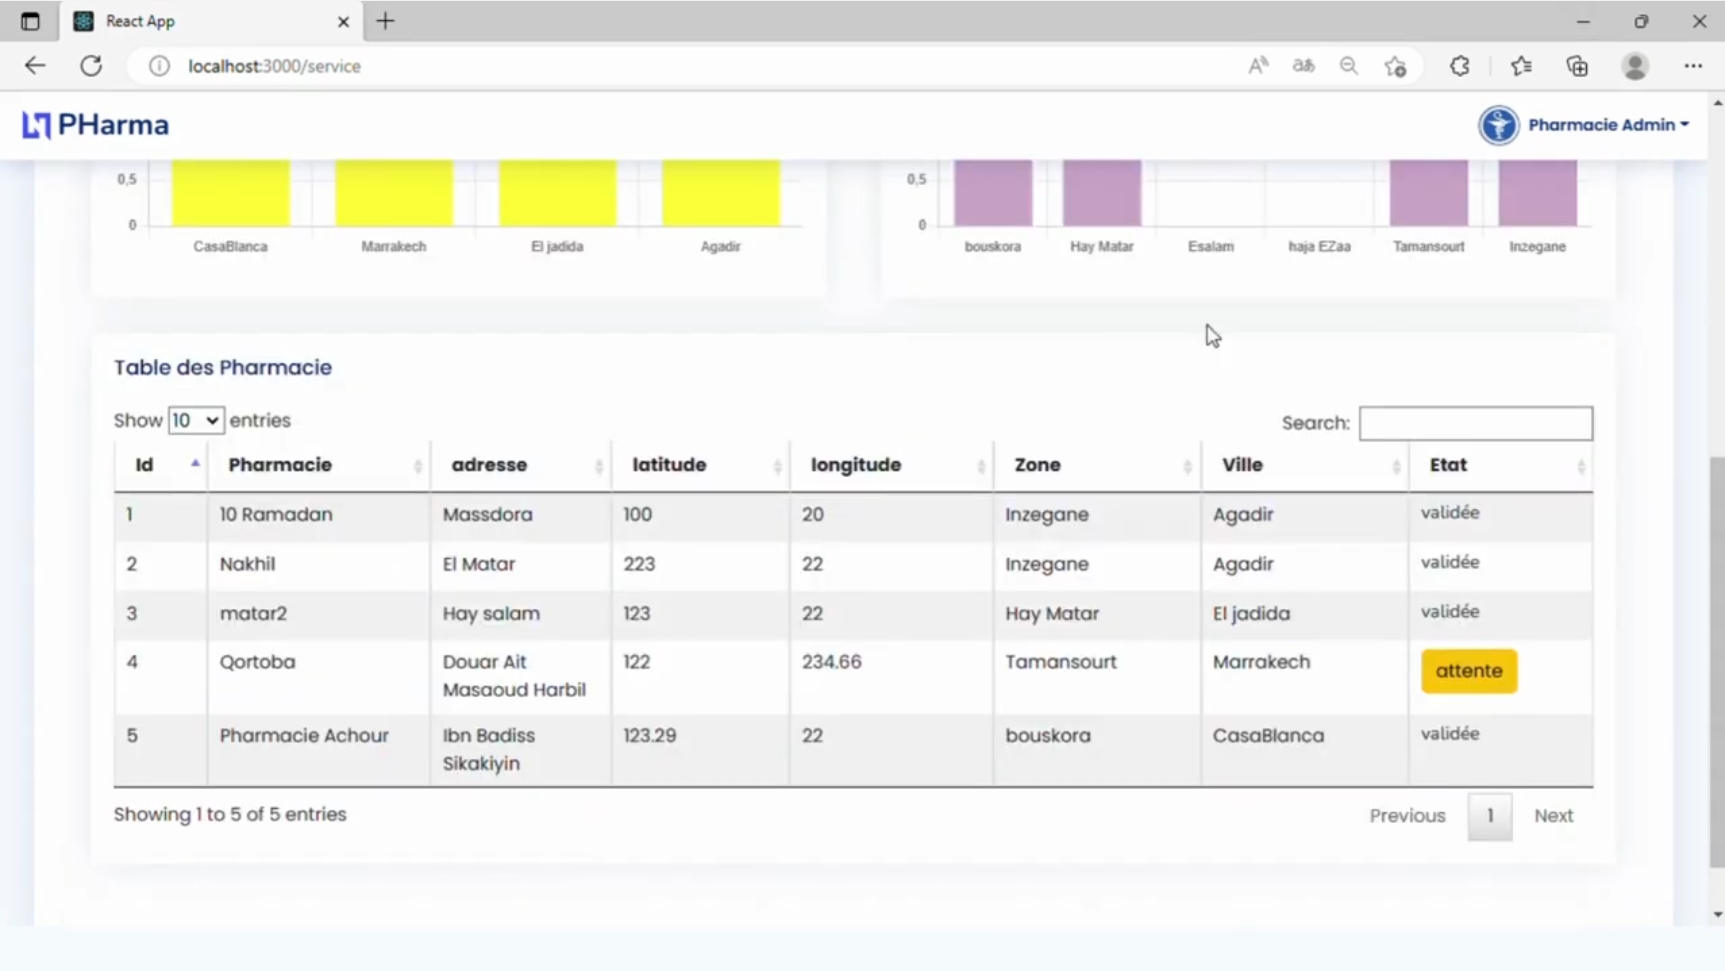 React App
localhost:3000/service
PHarma
Pharmacie Admin
0,5
0
CasaBlanca Marrakech El jadida Agadir
0,5
0
bouskora Hay Matar Esalam haja EZaa Tamansourt Inzegane
Table des Pharmacie
Show 10 entries
Search:
Id Pharmacie adresse latitude longitude Zone Ville Etat
1 10 Ramadan Massdora 100 20 Inzegane Agadir validée
2 Nakhil El Matar 223 22 Inzegane Agadir validée
3 matar2 Hay salam 123 22 Hay Matar El jadida validée
4 Qortoba Douar Ait Masaoud Harbil 122 234.66 Tamansourt Marrakech attente
5 Pharmacie Achour Ibn Badiss Sikakiyin 123.29 22 bouskora CasaBlanca validée
Showing 1 to 5 of 5 entries
Previous 1 Next